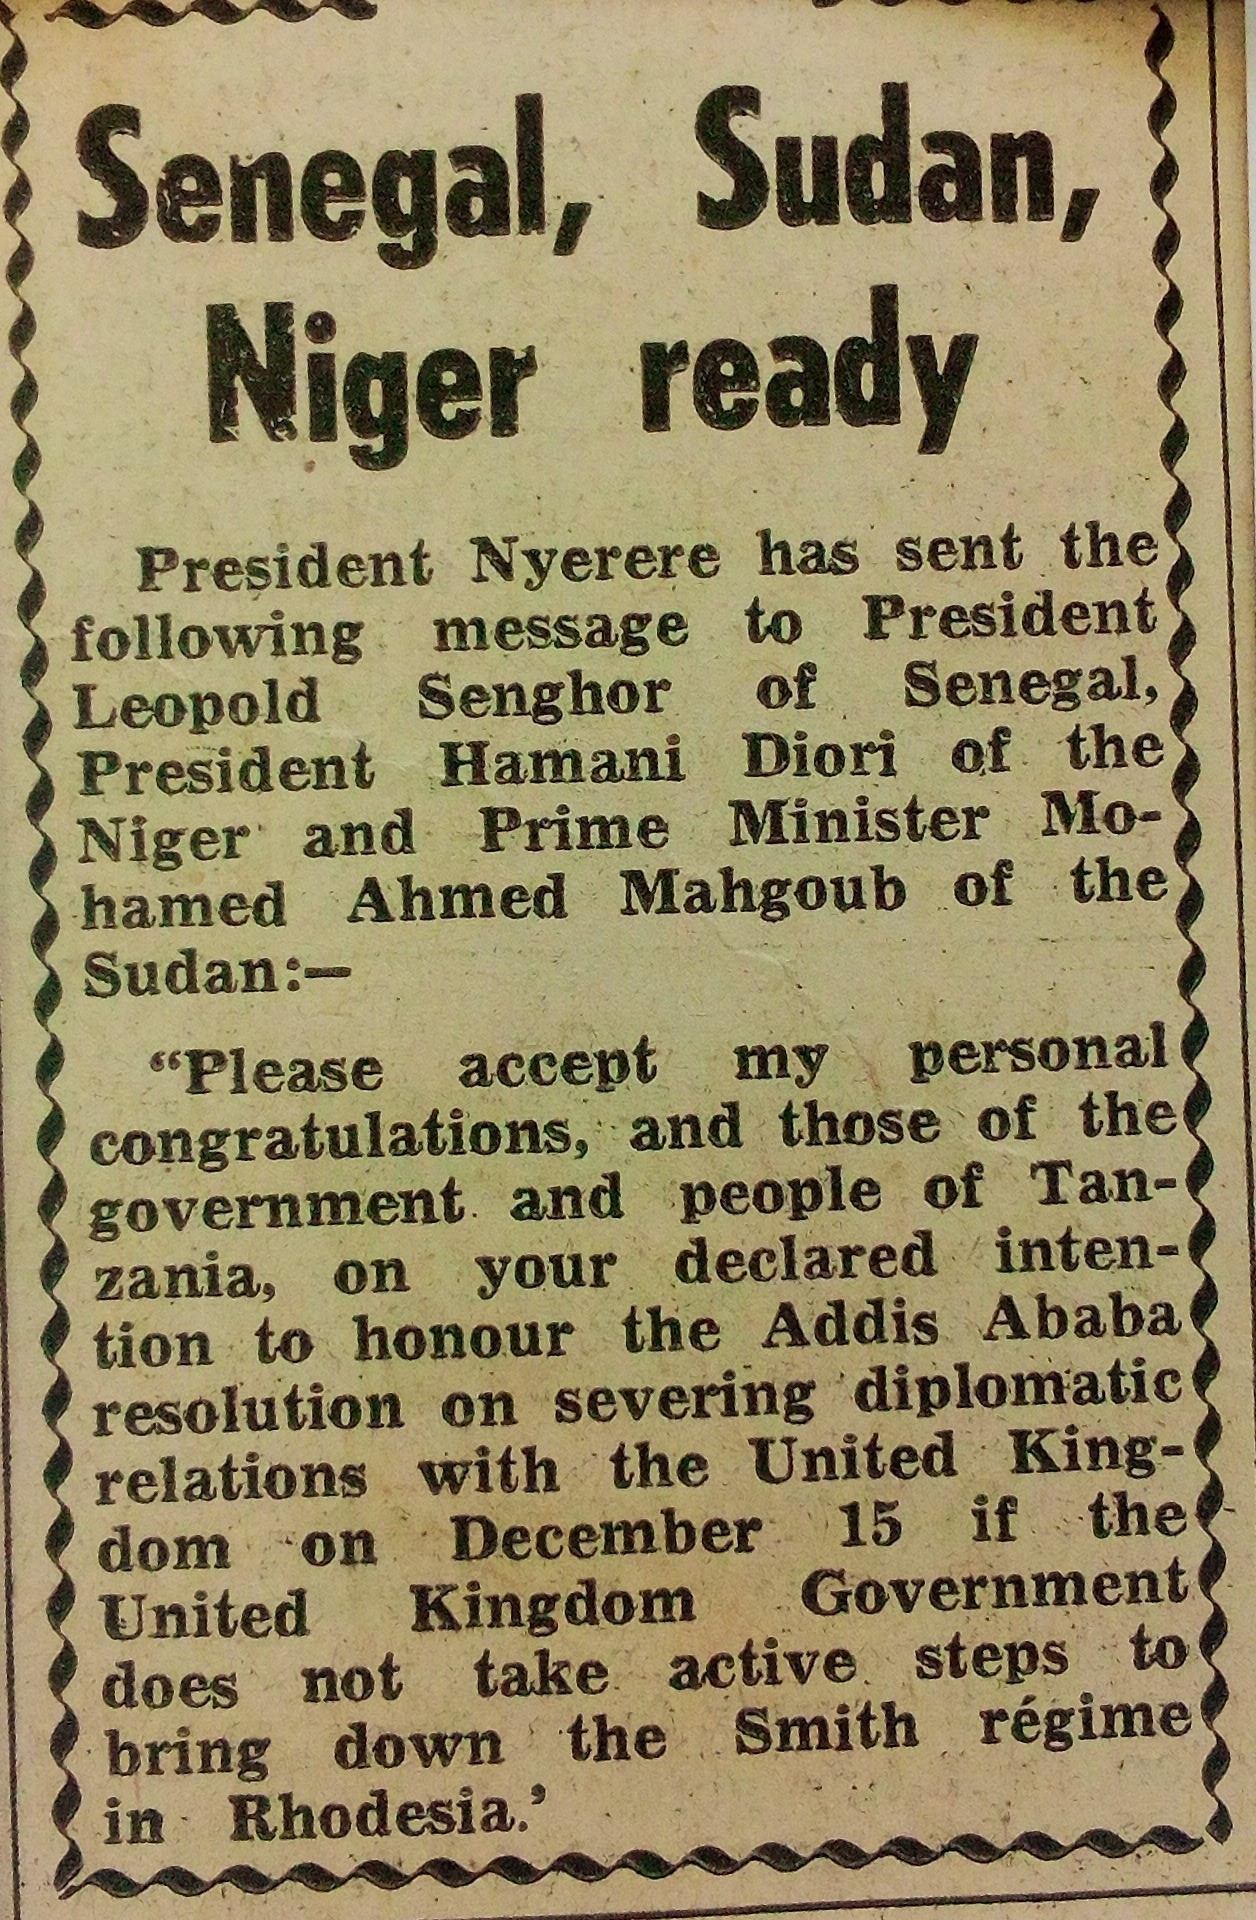 Senegal, Sudan,
Niger ready
President Nyerere has sent the
following message to President
Leopold Senghor of Senegal,
President Hamani Diori of the
Niger and Prime Minister Mo-
hamed Ahmed Mahgoub of the
Sudan:—
“Please accept my personal
congratulations, and those of the
government and people of Tan-
zania, on your declared inten-
tion to honour the Addis Ababa
resolution on severing diplomatic
relations with the United King-
dom on December 15 if the
United Kingdom Government
does not take active steps to
bring down the Smith régime
in Rhodesia.’